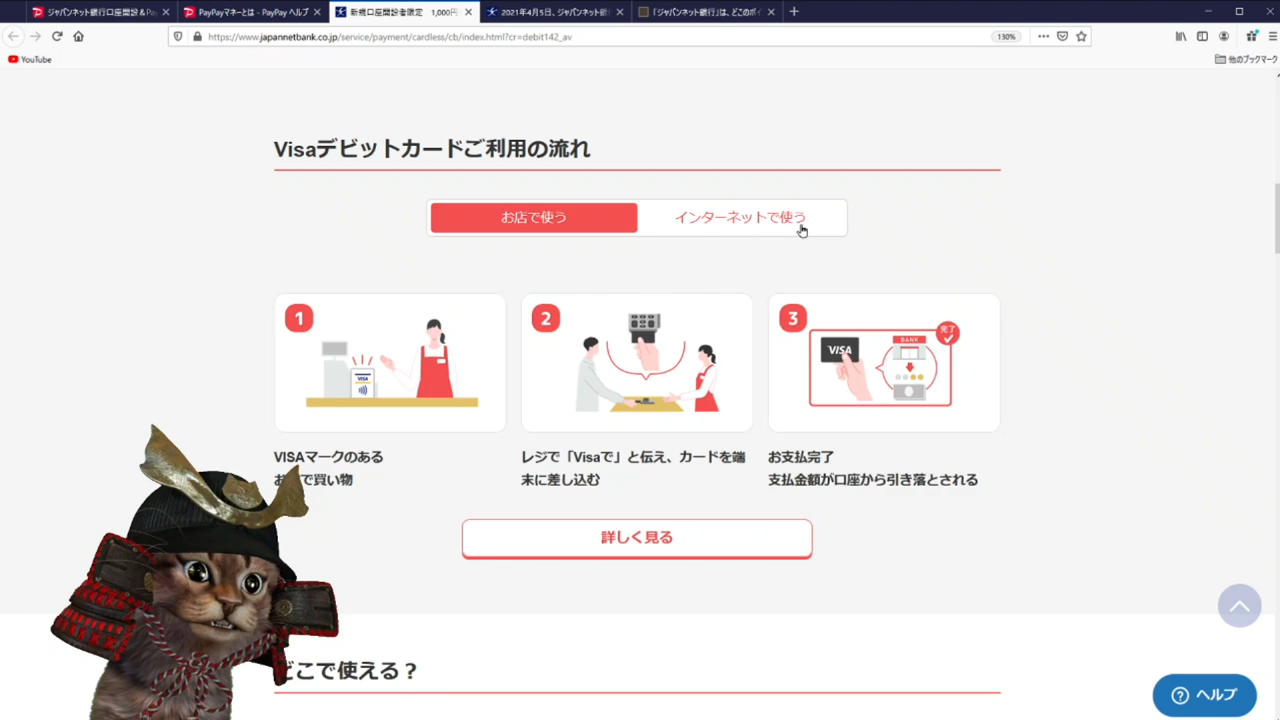 ジャパンネット銀行口座開設＆Pay
PayPayマネーとは - PayPay ヘルプ
新規口座開設者限定 1,000円
2021年4月5日、ジャパンネット銀
「ジャパンネット銀行」は、どこのポイ
https://www.japannetbank.co.jp/service/payment/cardless/cb/index.html?cr=debit142_av
130%
YouTube
他のブックマーク
Visaデビットカードご利用の流れ
お店で使う
インターネットで使う
1
2
3
VISA
VISA
BANK
完了
VISAマークのある
お
で買い物
レジで「Visaで」と伝え、カードを端
末に差し込む
お支払完了
支払金額が口座から引き落とされる
詳しく見る
どこで使える？
ヘルプ